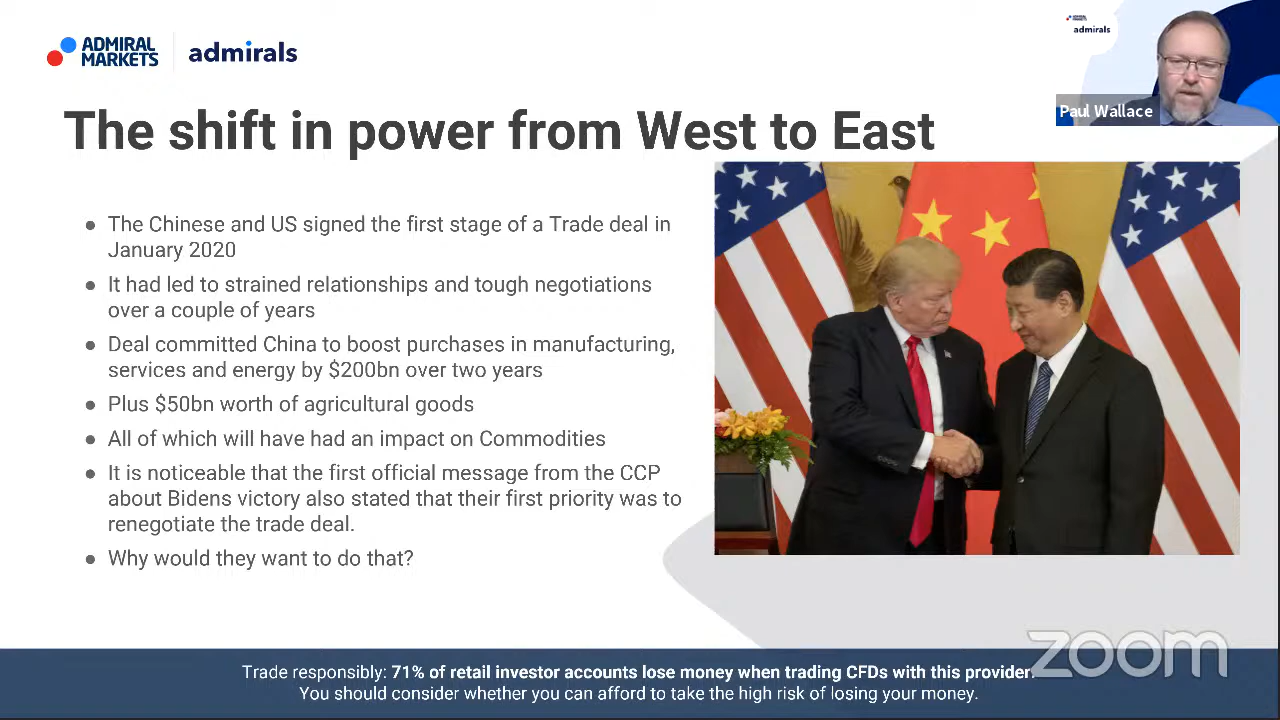 ADMIRAL
MARKETS
admirals
admirals
Paul Wallace
The shift in power from West to East
● The Chinese and US signed the first stage of a Trade deal in
January 2020
● It had led to strained relationships and tough negotiations
over a couple of years
● Deal committed China to boost purchases in manufacturing,
services and energy by $200bn over two years
● Plus $50bn worth of agricultural goods
● All of which will have had an impact on Commodities
● It is noticeable that the first official message from the CCP
about Bidens victory also stated that their first priority was to
renegotiate the trade deal.
● Why would they want to do that?
zoom
Trade responsibly: 71% of retail investor accounts lose money when trading CFDs with this provider.
You should consider whether you can afford to take the high risk of losing your money.